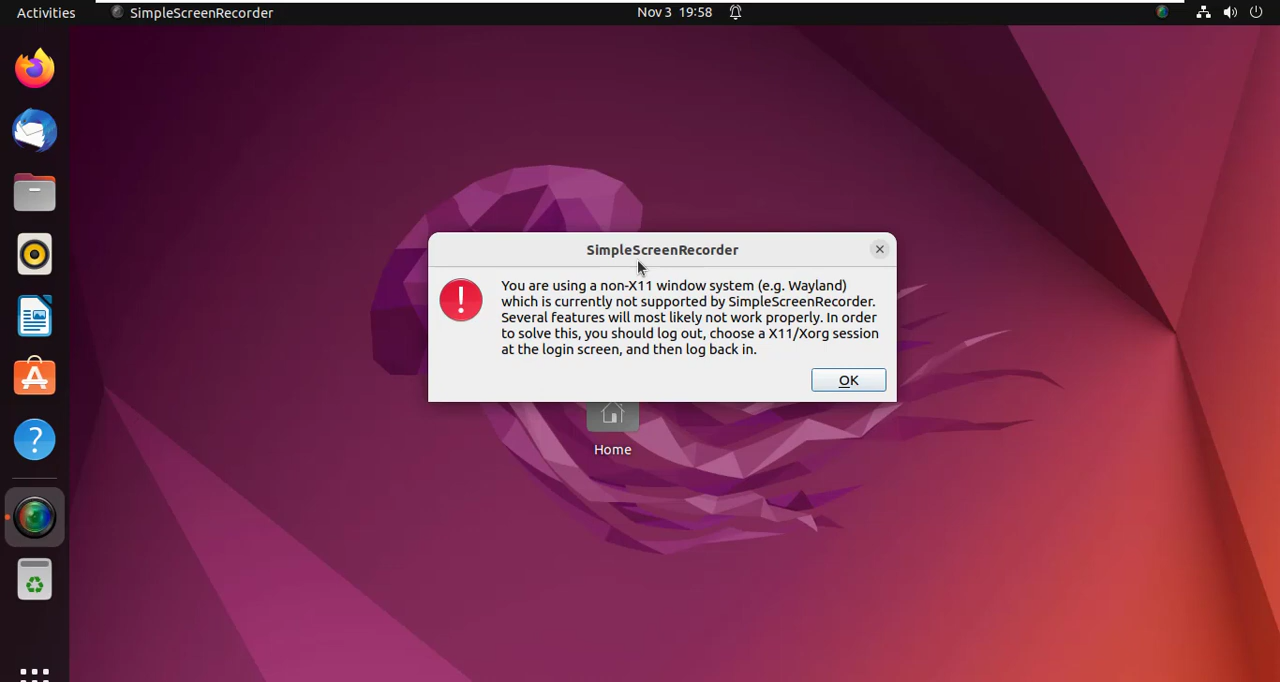 Activities SimpleScreenRecorder Nov 3 19:58
SimpleScreenRecorder
You are using a non-X11 window system (e.g. Wayland)
which is currently not supported by SimpleScreenRecorder.
Several features will most likely not work properly. In order
to solve this, you should log out, choose a X11/Xorg session
at the login screen, and then log back in.
OK
Home